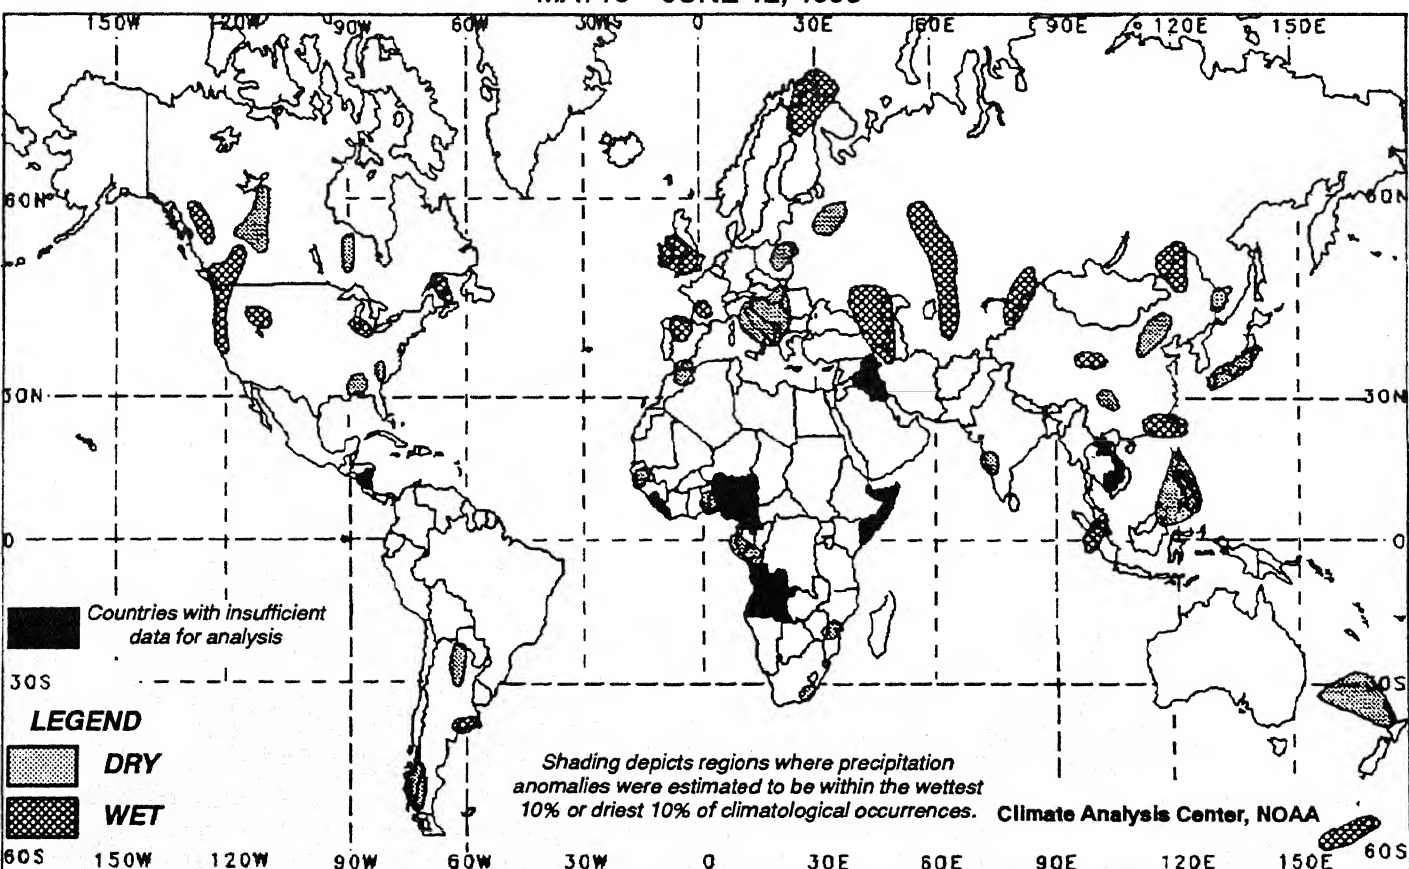 150W 120W 90W 60W 30W 0 30E 60E 90E 120E 150E
60N 60N
30N 30N
0 0
Countries with insufficient
data for analysis
30S 30S
LEGEND
DRY
WET
Shading depicts regions where precipitation
anomalies were estimated to be within the wettest
10% or driest 10% of climatological occurrences.
Climate Analysis Center, NOAA
60S 150W 120W 90W 60W 30W 0 30E 60E 90E 120E 150E 60S